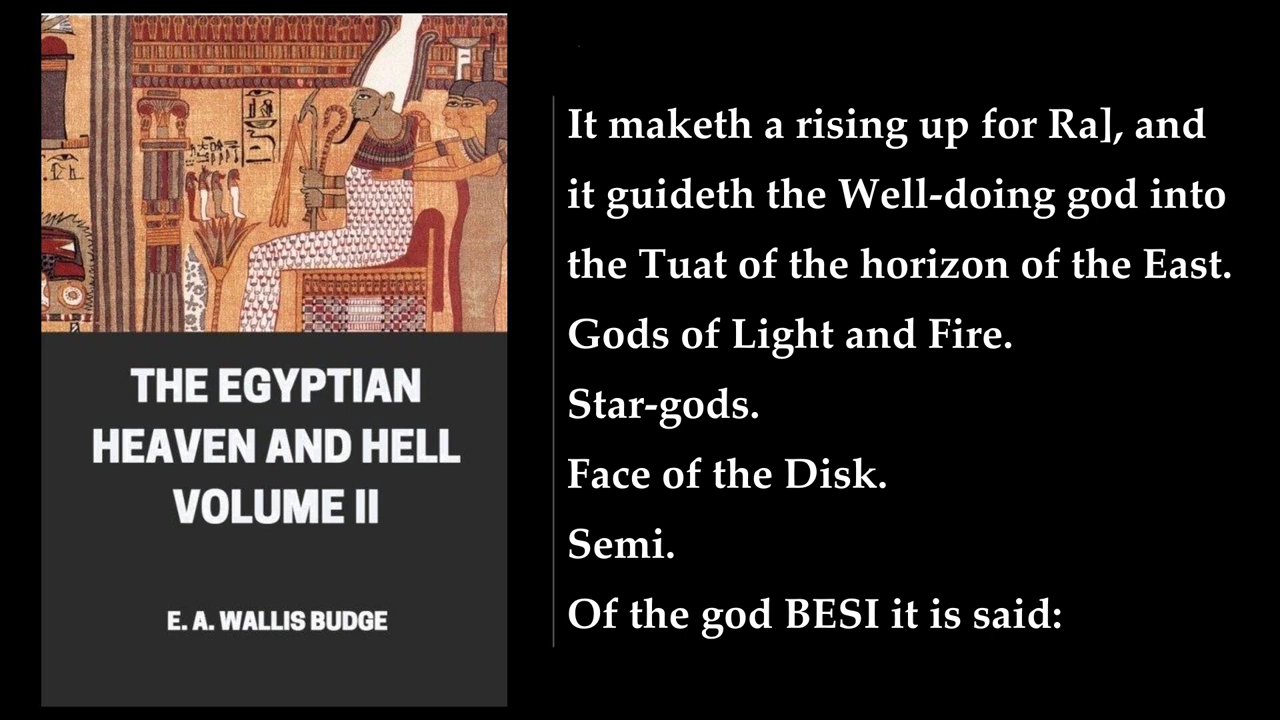 THE EGYPTIAN
HEAVEN AND HELL
VOLUME II
E. A. WALLIS BUDGE
It maketh a rising up for Ra], and
it guideth the Well-doing god into
the Tuat of the horizon of the East.
Gods of Light and Fire.
Star-gods.
Face of the Disk.
Semi.
Of the god BESI it is said: